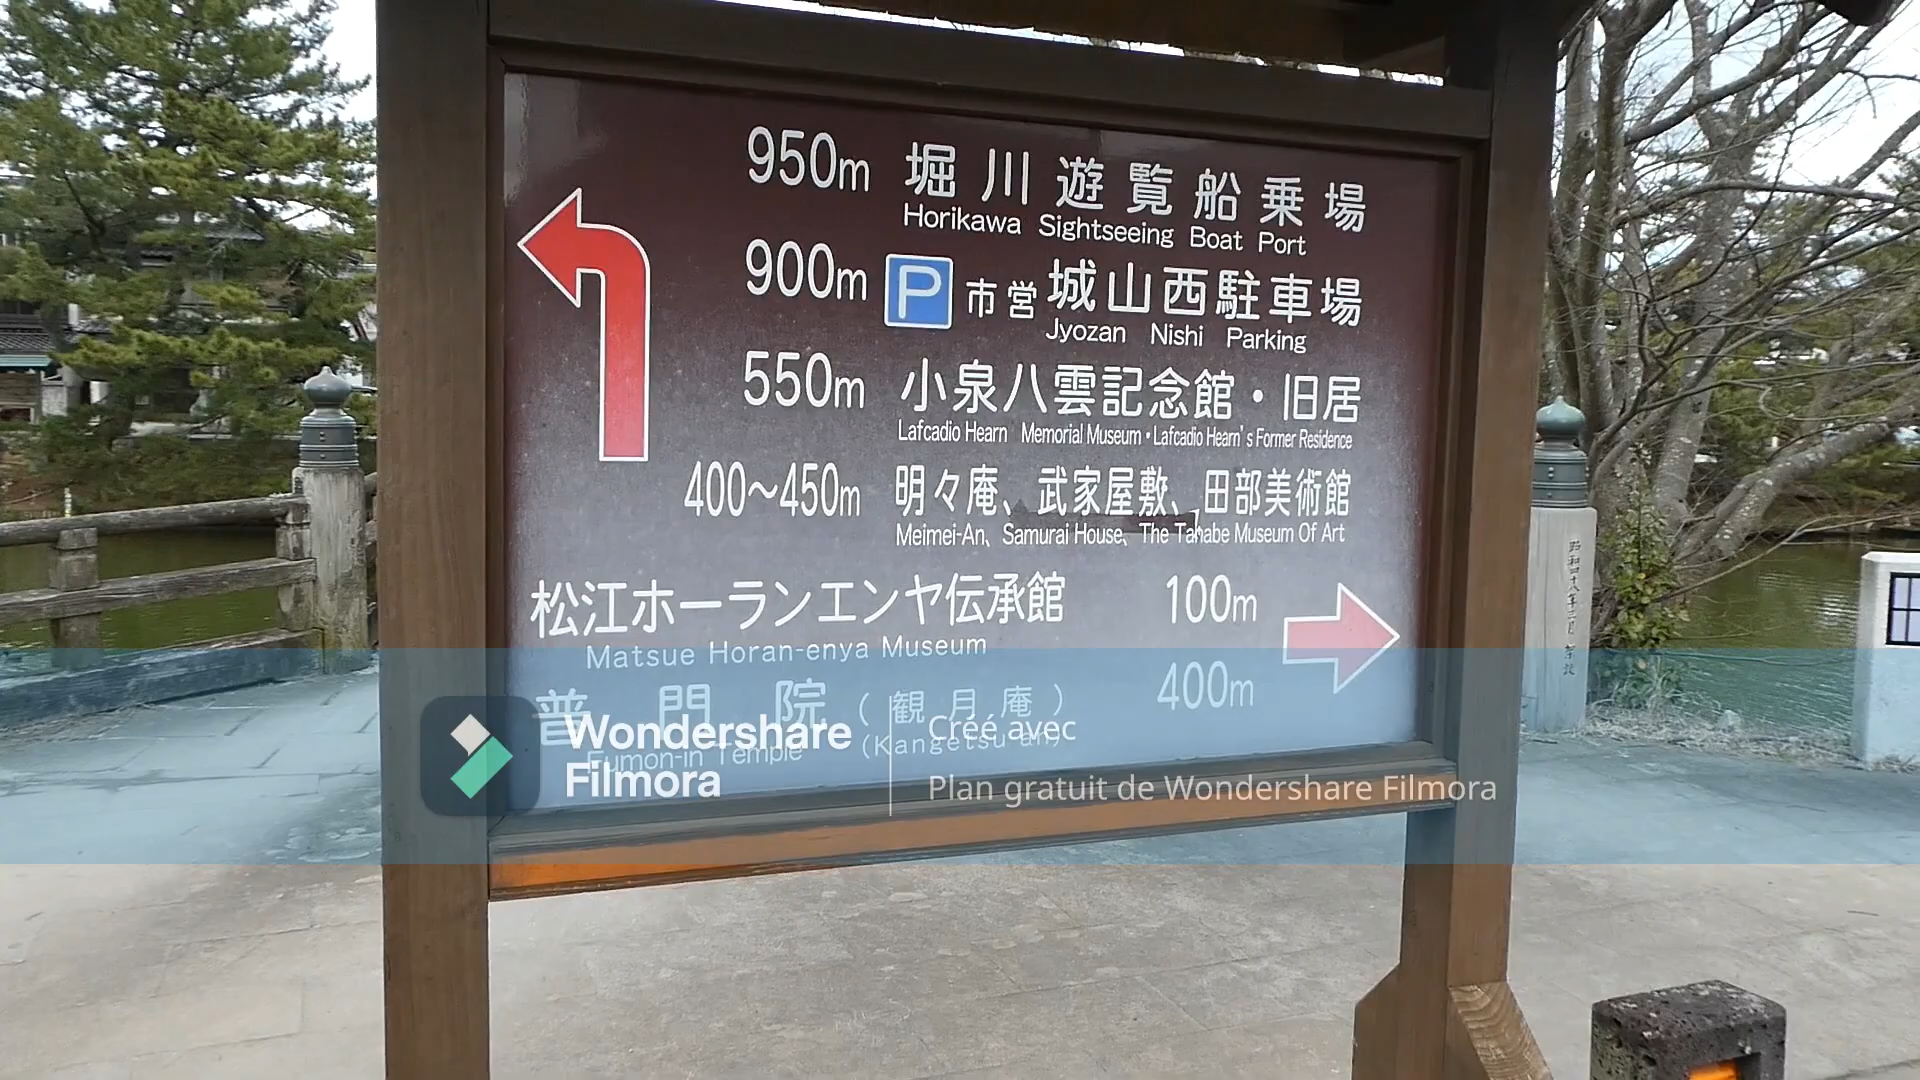 950m 堀川遊覧船乗場
Horikawa Sightseeing Boat Port
900m P 市営 城山西駐車場
Jyozan Nishi Parking
550m 小泉八雲記念館・旧居
Lafcadio Hearn Memorial Museum・Lafcadio Hearn's Former Residence
400〜450m 明々庵、武家屋敷、田部美術館
Meimei-An、Samurai House、The Tanabe Museum Of Art
松江ホーランエンヤ伝承館 100m
Matsue Horan-enya Museum
普門院(観月庵) 400m
Fumon-in Temple (Kangetsu-an)
Wondershare
Filmora
Créé avec
Plan gratuit de Wondershare Filmora